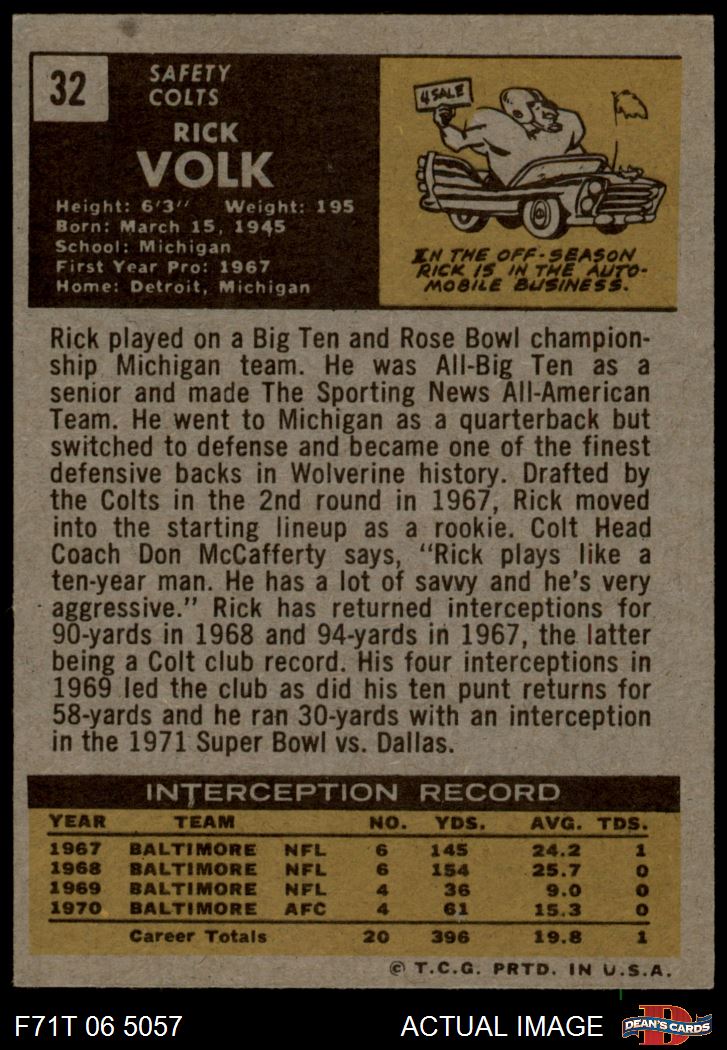 32
SAFETY
COLTS
RICK
VOLK
Height: 6'3" Weight: 195
Born: March 15, 1945
School: Michigan
First Year Pro: 1967
Home: Detroit, Michigan
4 SALE
IN THE OFF-SEASON
RICK IS IN THE AUTO-
MOBILE BUSINESS.
Rick played on a Big Ten and Rose Bowl champion-
ship Michigan team. He was All-Big Ten as a
senior and made The Sporting News All-American
Team. He went to Michigan as a quarterback but
switched to defense and became one of the finest
defensive backs in Wolverine history. Drafted by
the Colts in the 2nd round in 1967, Rick moved
into the starting lineup as a rookie. Colt Head
Coach Don McCafferty says, "Rick plays like a
ten-year man. He has a lot of savvy and he's very
aggressive." Rick has returned interceptions for
90-yards in 1968 and 94-yards in 1967, the latter
being a Colt club record. His four interceptions in
1969 led the club as did his ten punt returns for
58-yards and he ran 30-yards with an interception
in the 1971 Super Bowl vs. Dallas.
INTERCEPTION RECORD
YEAR TEAM NO. YDS. AVG. TDS.
1967 BALTIMORE NFL 6 145 24.2 1
1968 BALTIMORE NFL 6 154 25.7 0
1969 BALTIMORE NFL 4 36 9.0 0
1970 BALTIMORE AFC 4 61 15.3 0
Career Totals 20 396 19.8 1
© T.C.G. PRTD. IN U.S.A.
F71T 06 5057 ACTUAL IMAGE
D
DEAN'S CARDS